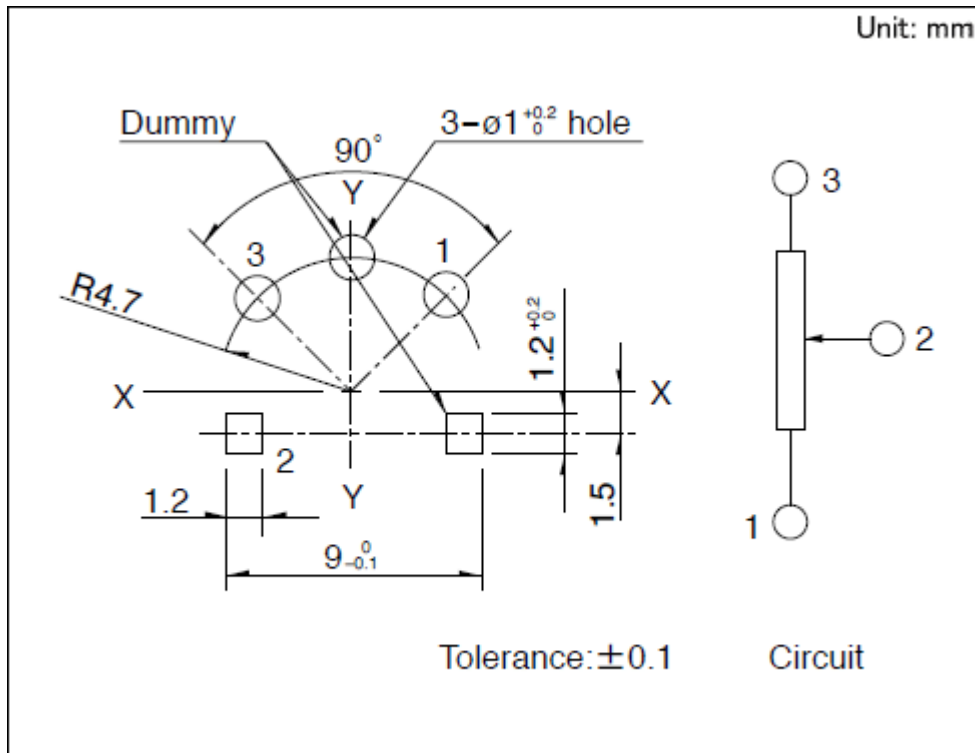 Unit: mm
Dummy
3-ø1 +0.2 0 hole
90°
Y
3
3
1
R4.7
1.2 +0.2 0
2
X
X
2
1.2
Y
1.5
1
9 0 -0.1
Tolerance:±0.1
Circuit